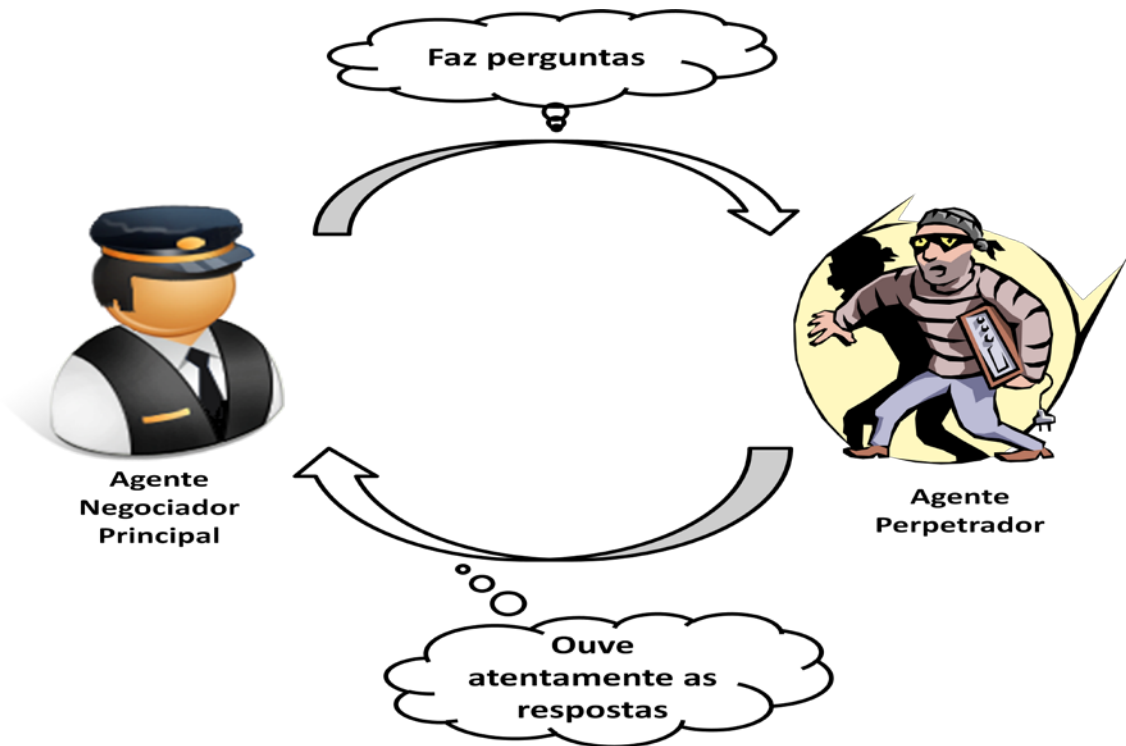 Faz perguntas
Agente
Negociador
Principal
Agente
Perpetrador
Ouve
atentamente as
respostas